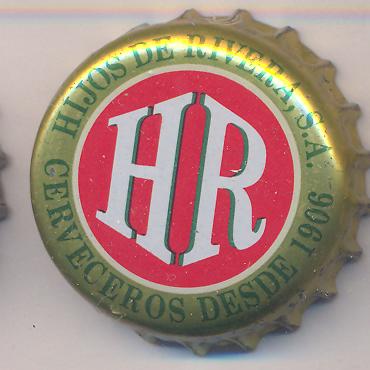 HIJOS DE RIVERA, S.A.
HR
CERVECEROS DESDE 1906